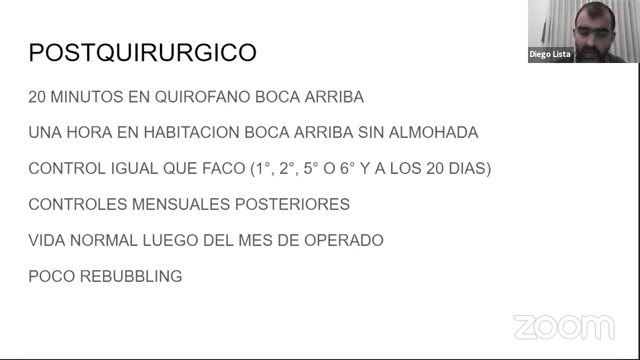 POSTQUIRURGICO
Diego Lista
20 MINUTOS EN QUIROFANO BOCA ARRIBA
UNA HORA EN HABITACION BOCA ARRIBA SIN ALMOHADA
CONTROL IGUAL QUE FACO (1°, 2°, 5° O 6° Y A LOS 20 DIAS)
CONTROLES MENSUALES POSTERIORES
VIDA NORMAL LUEGO DEL MES DE OPERADO
POCO REBUBBLING
zoom